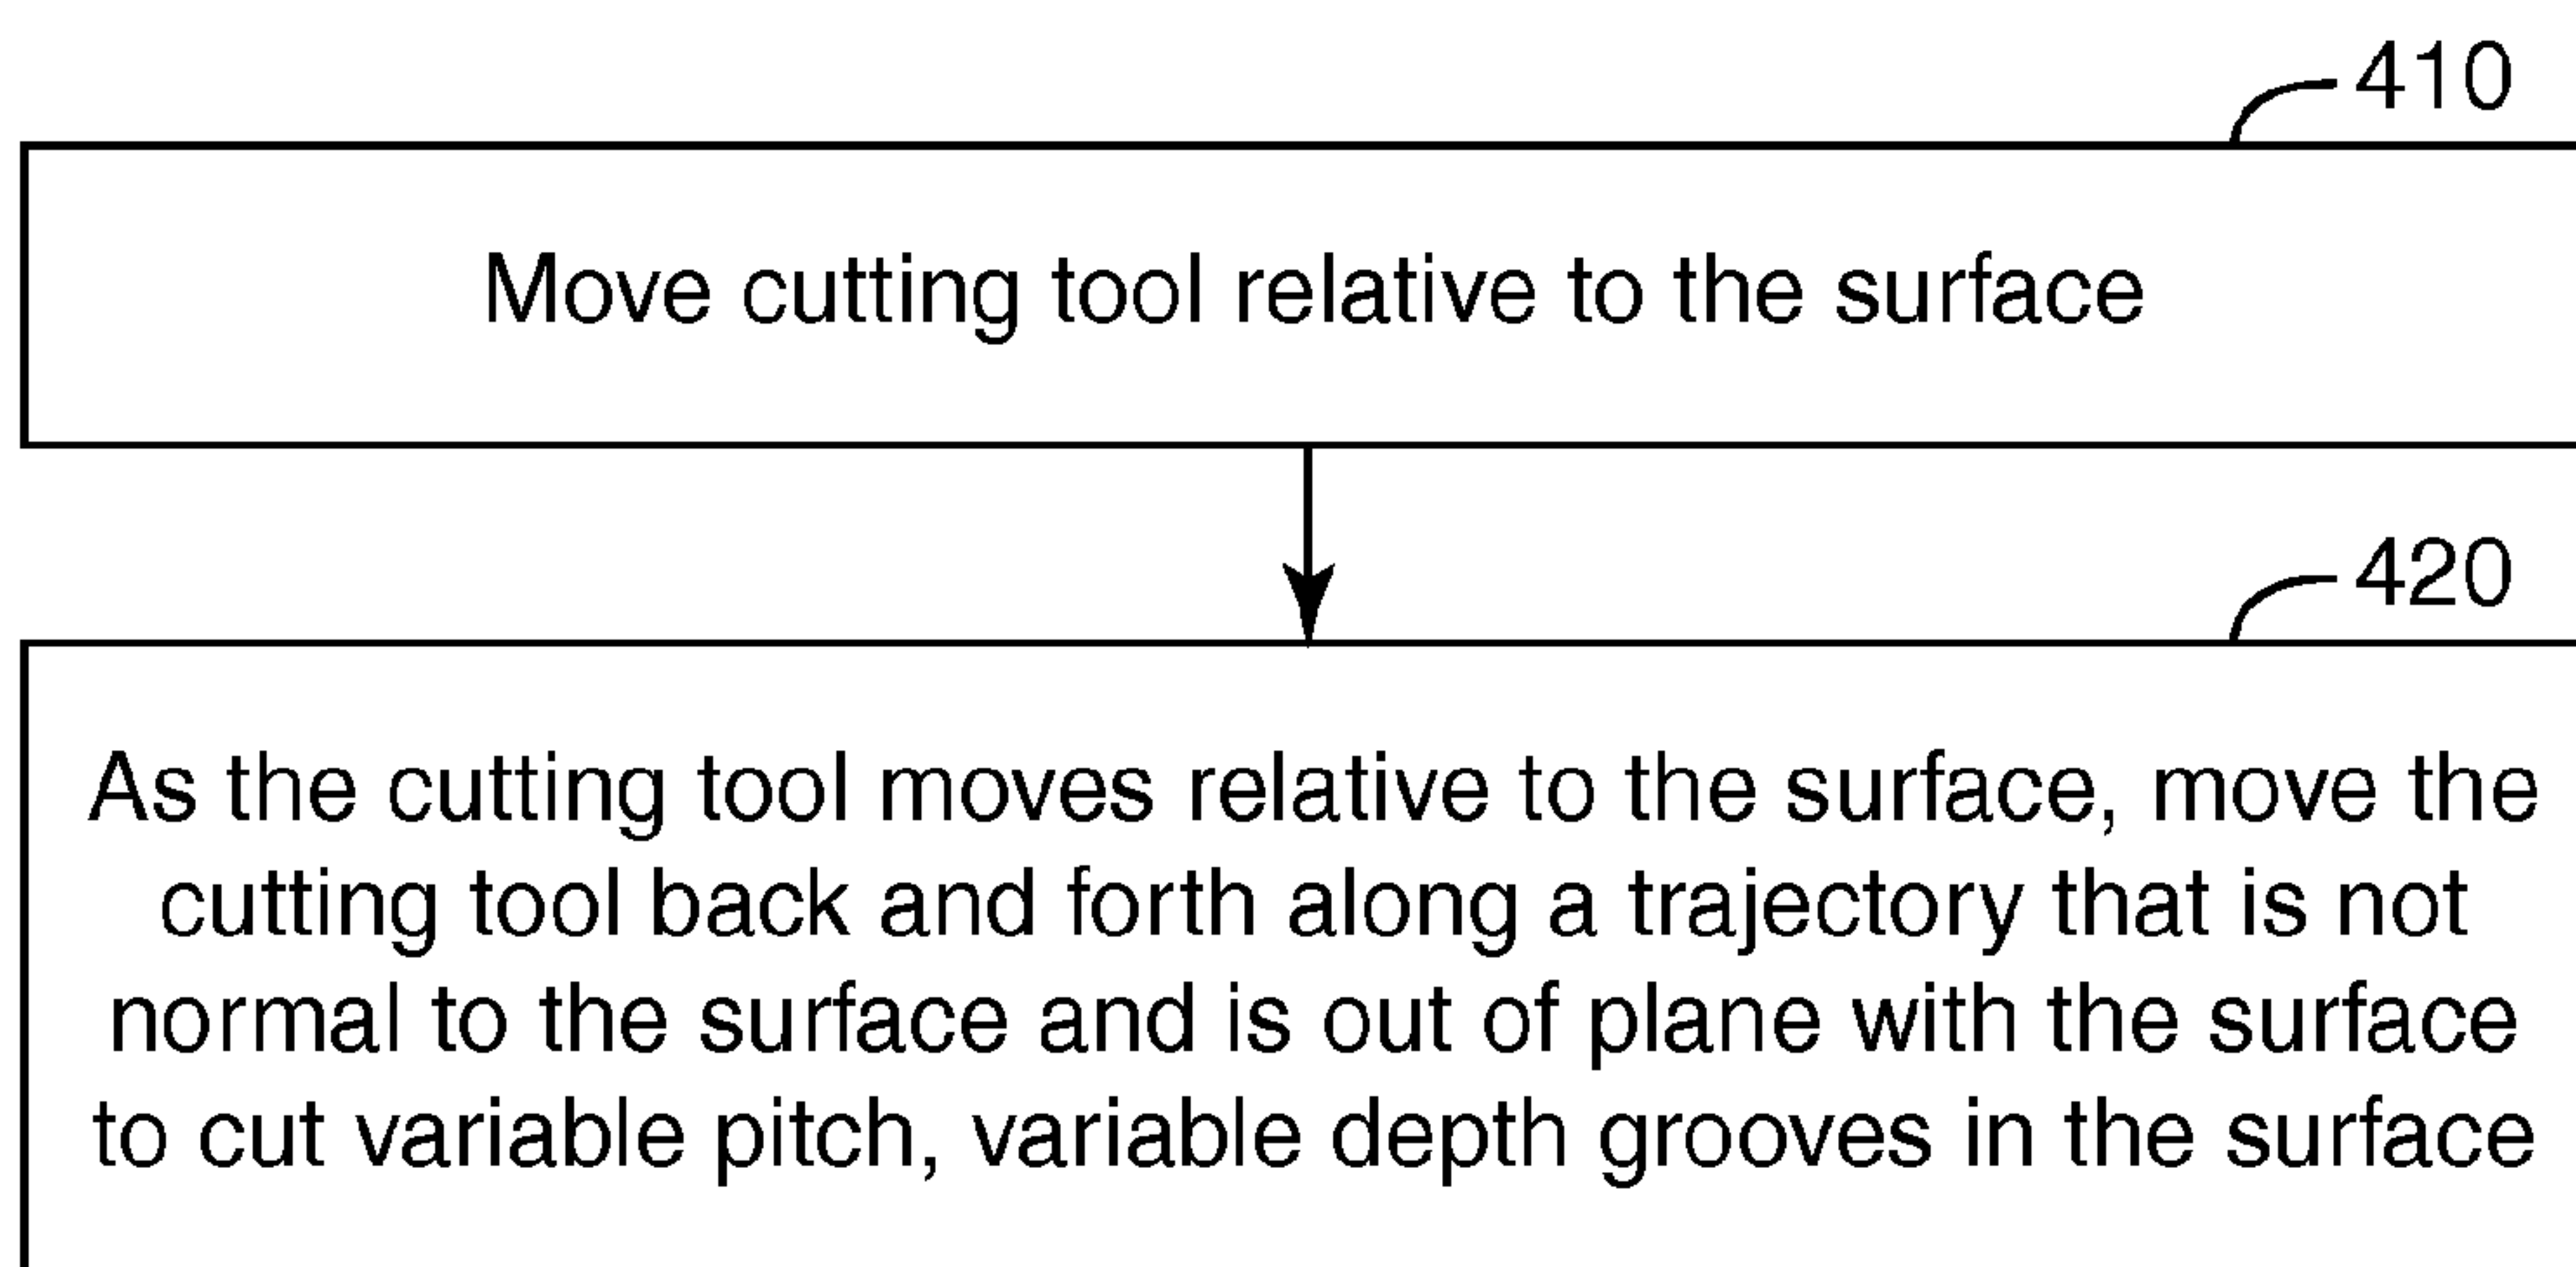 410
Move cutting tool relative to the surface
420
As the cutting tool moves relative to the surface, move the
cutting tool back and forth along a trajectory that is not
normal to the surface and is out of plane with the surface
to cut variable pitch, variable depth grooves in the surface